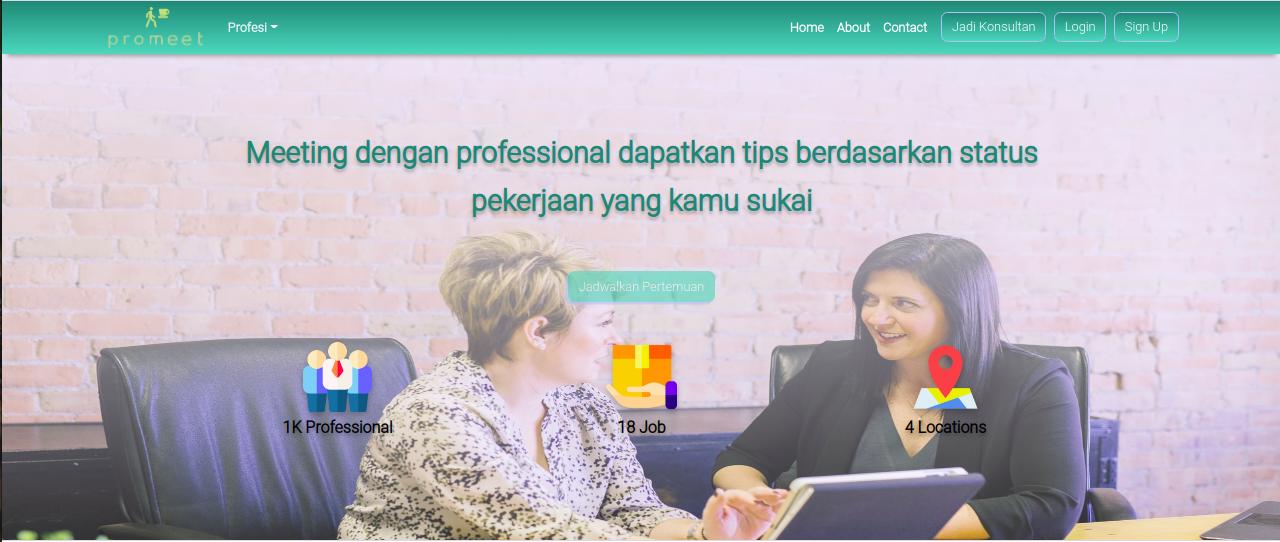 promeet
Profesi
Home About Contact Jadi Konsultan Login Sign Up
Meeting dengan professional dapatkan tips berdasarkan status
pekerjaan yang kamu sukai
Jadwalkan Pertemuan
1K Professional 18 Job 4 Locations